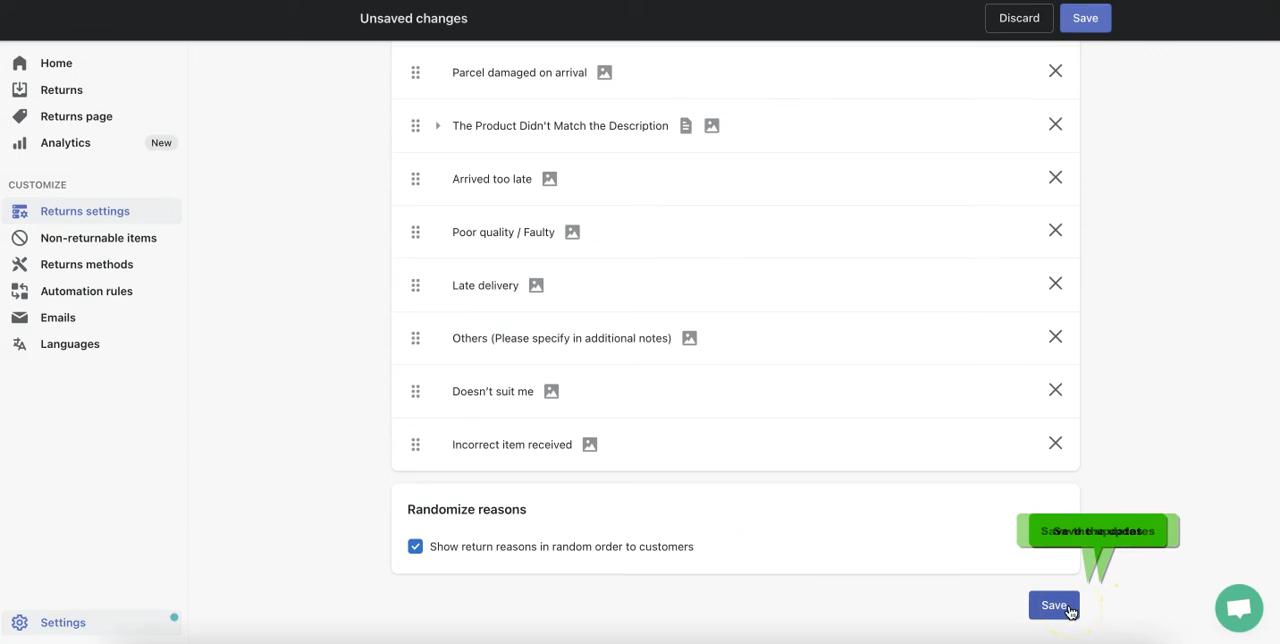 Unsaved changes
Discard
Save
Home
Returns
Returns page
Analytics
New
CUSTOMIZE
Returns settings
Non-returnable items
Returns methods
Automation rules
Emails
Languages
Settings
Parcel damaged on arrival
The Product Didn't Match the Description
Arrived too late
Poor quality / Faulty
Late delivery
Others (Please specify in additional notes)
Doesn't suit me
Incorrect item received
Randomize reasons
Show return reasons in random order to customers
Save